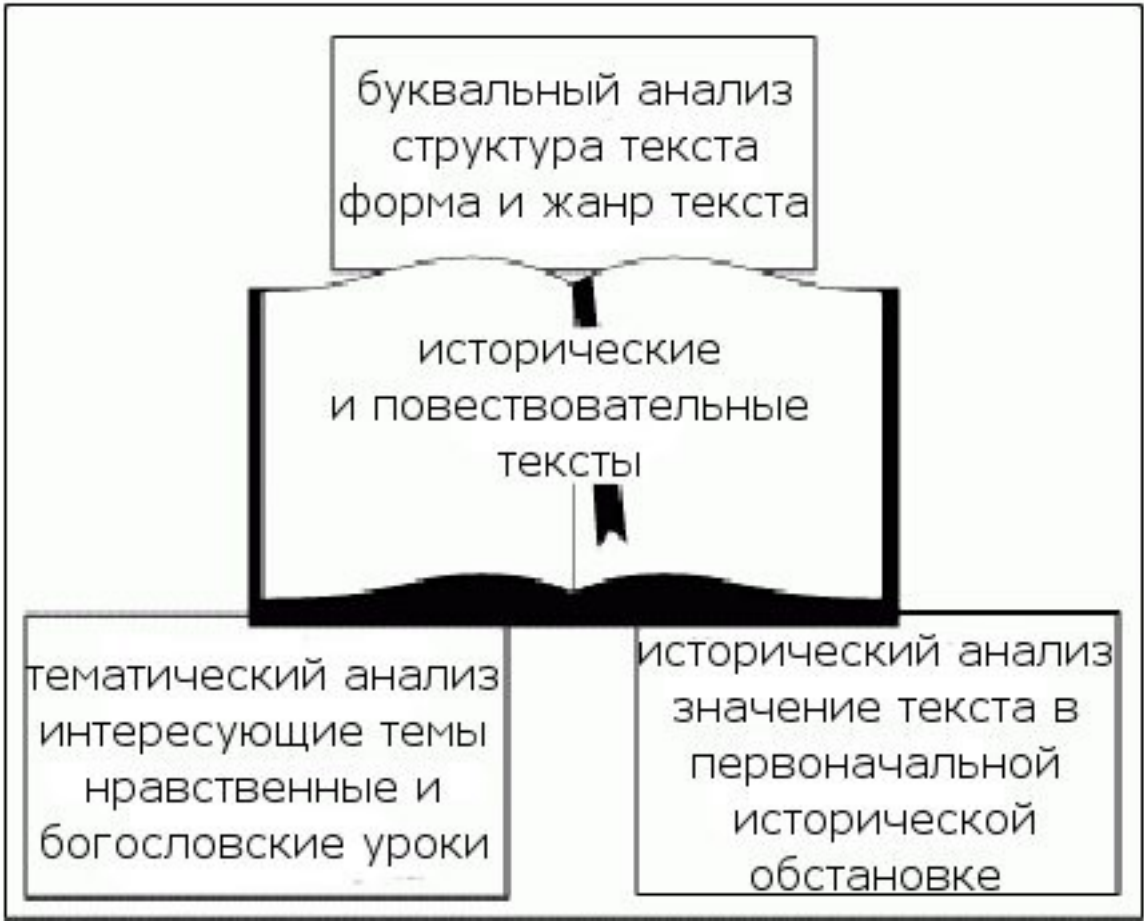 буквальный анализ
структура текста
форма и жанр текста
исторические
и повествовательные
тексты
тематический анализ
интересующие темы
нравственные и
богословские уроки
исторический анализ
значение текста в
первоначальной
исторической
обстановке